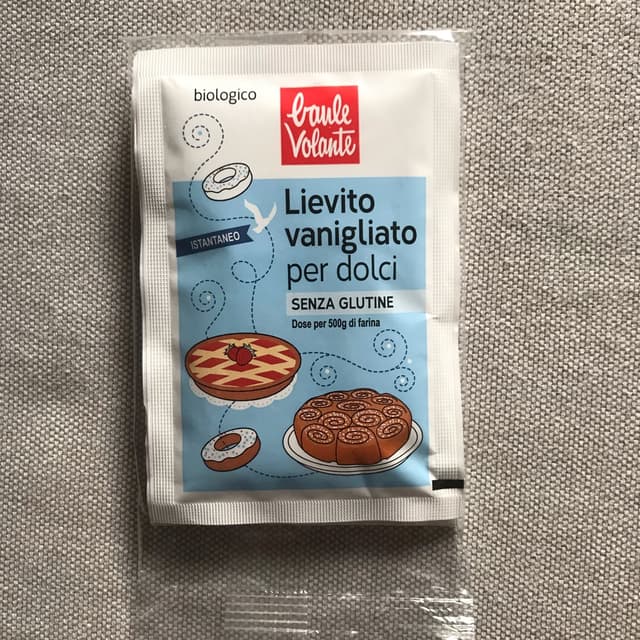 biologico
baule
volante
Lievito
vanigliato
per dolci
ISTANTANEO
SENZA GLUTINE
Dose per 500g di farina